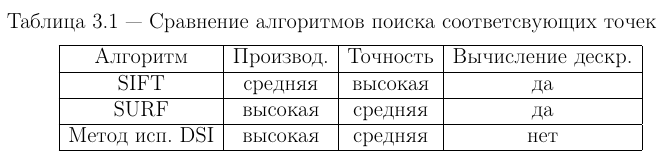 Таблица 3.1 — Сравнение алгоритмов поиска соответсвующих точек
Алгоритм Производ. Точность Вычисление дескр.
SIFT средняя высокая да
SURF высокая средняя да
Метод исп. DSI высокая средняя нет